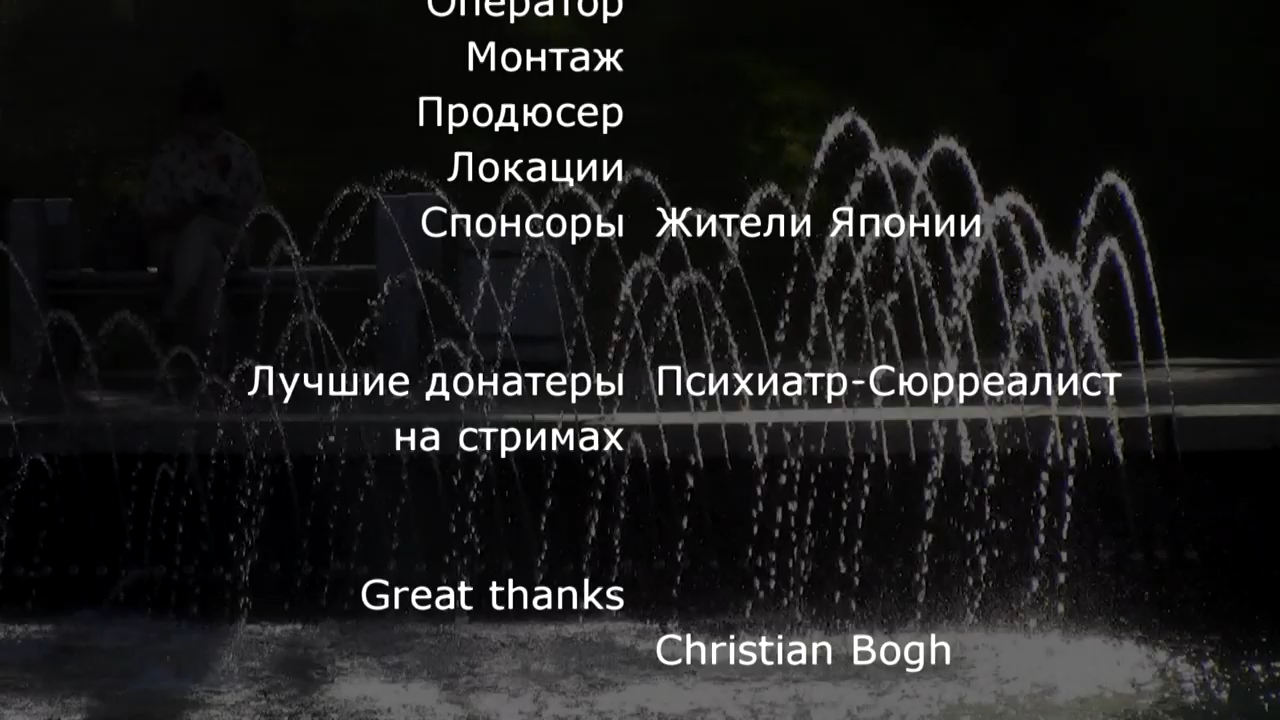 Оператор
Монтаж
Продюсер
Локации
Спонсоры Жители Японии
Лучшие донатеры Психиатр-Сюрреалист
на стримах
Great thanks
Christian Bogh